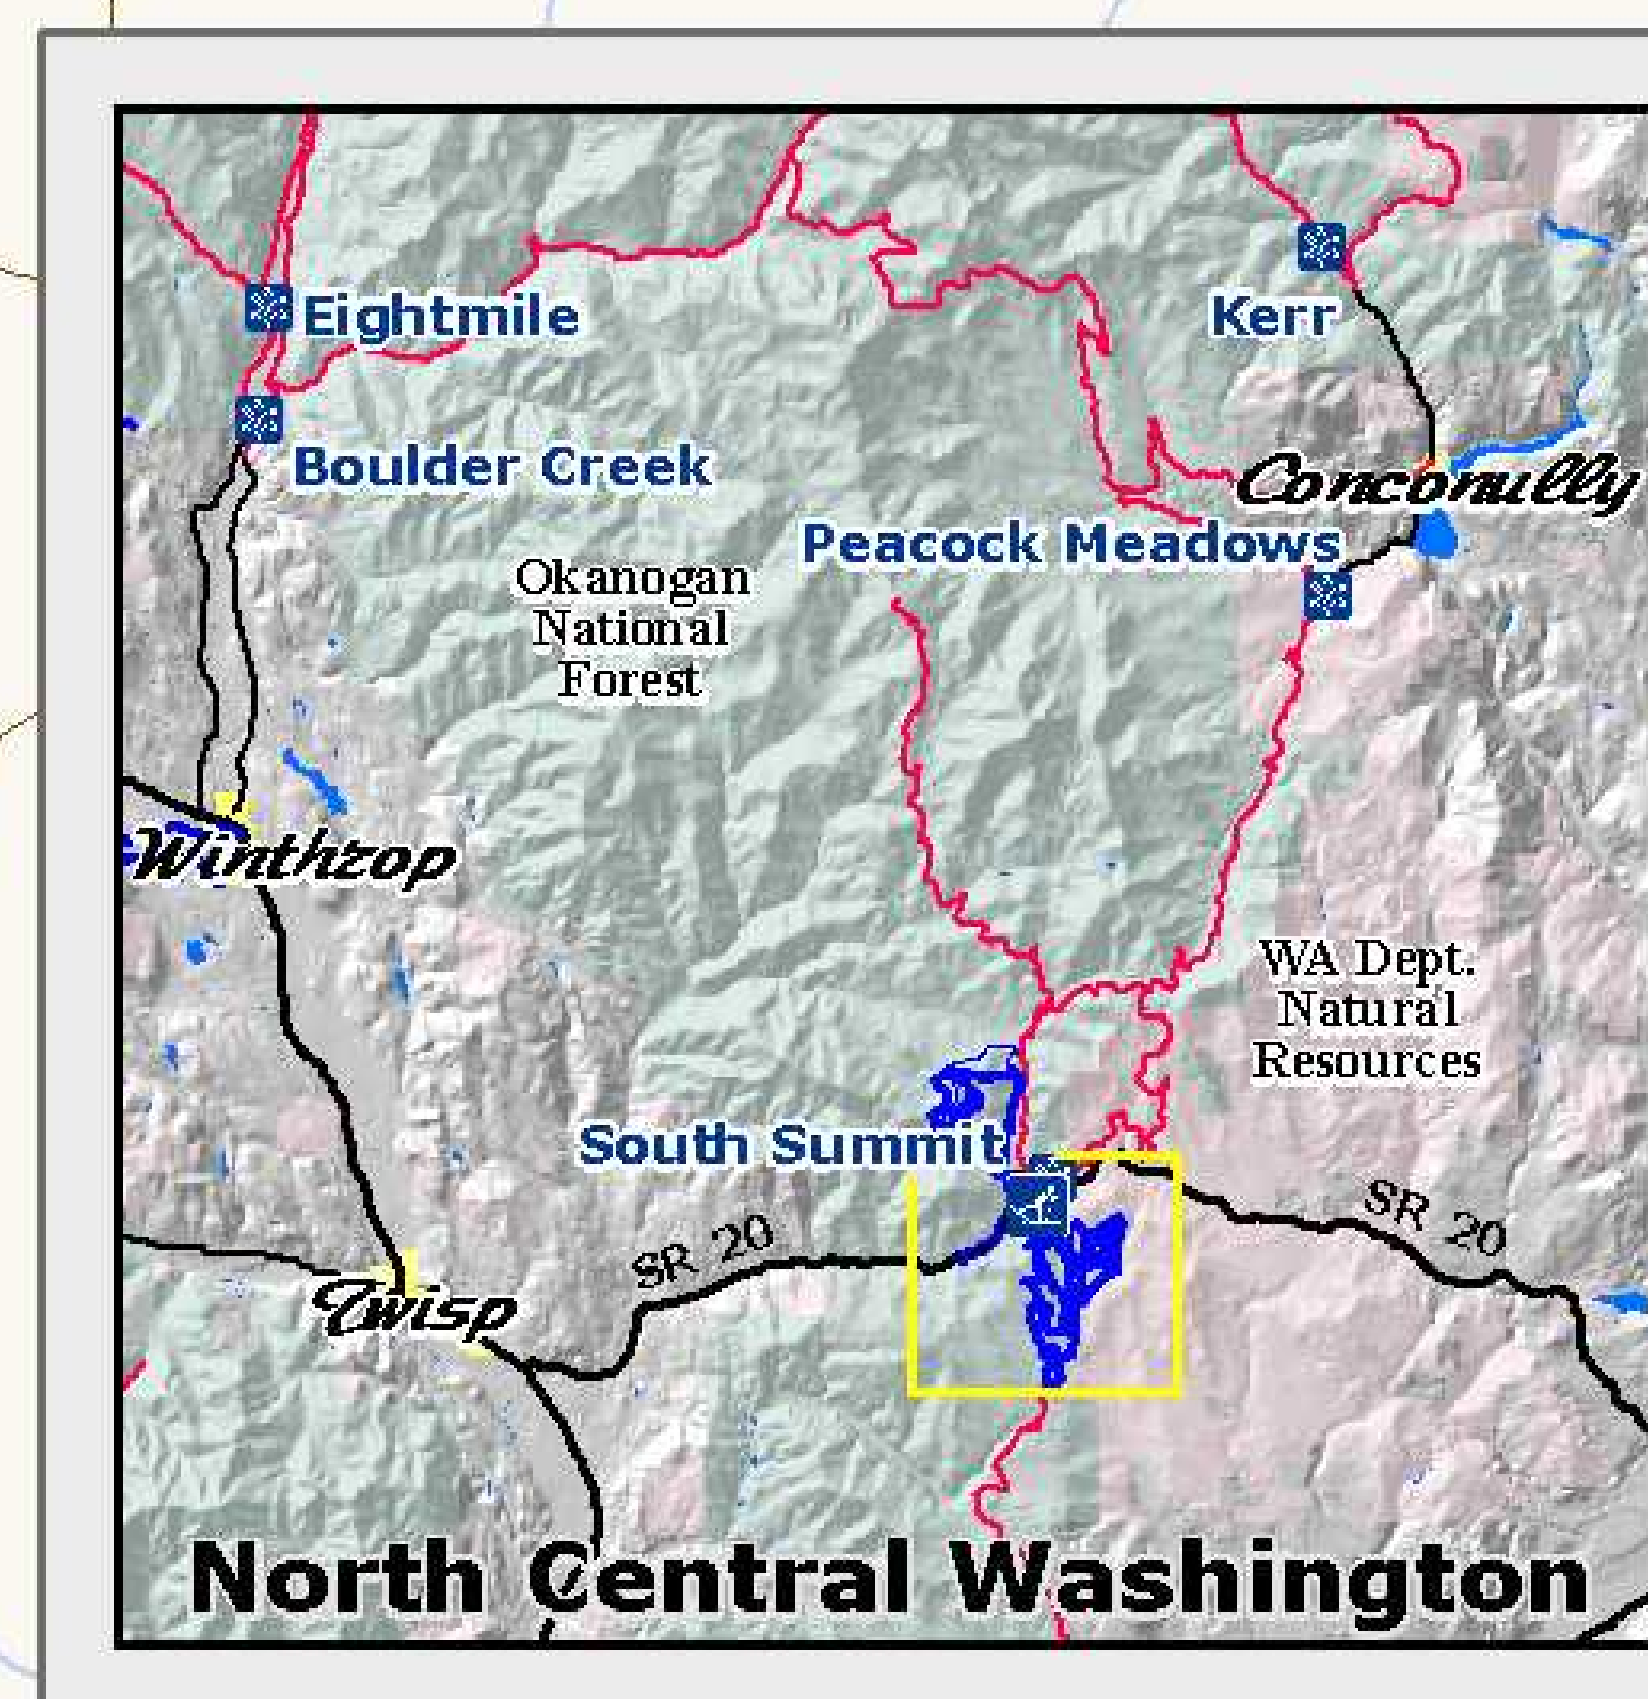 Eightmile
Kerr
Boulder Creek
Conconully
Peacock Meadows
Okanogan
National
Forest
Winthrop
WA Dept.
Natural
Resources
South Summit
SR 20
SR 20
Twisp
North Central Washington